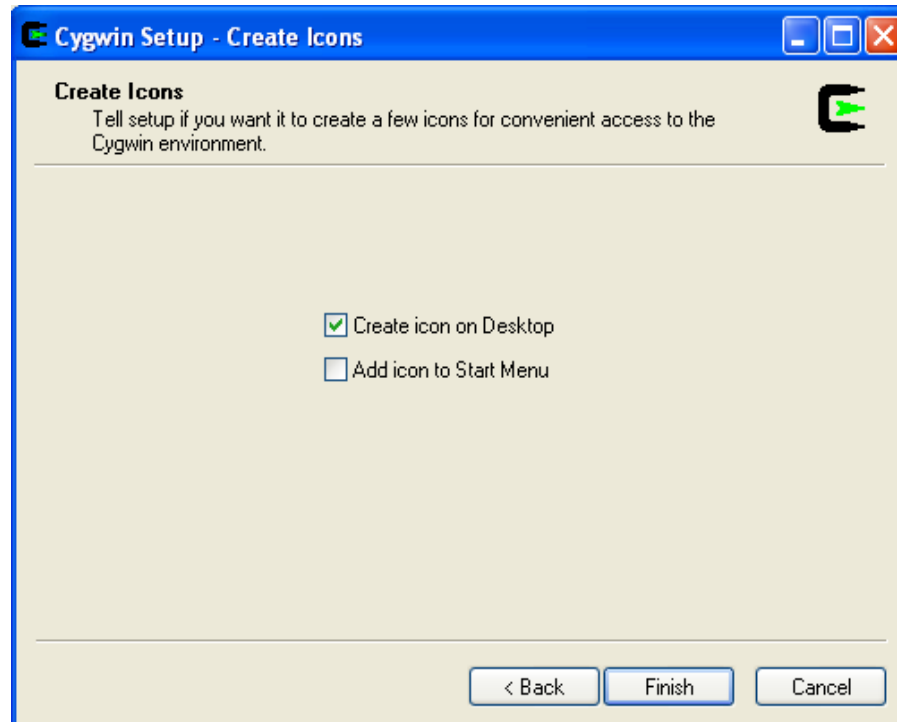 Cygwin Setup - Create Icons
Create Icons
Tell setup if you want it to create a few icons for convenient access to the
Cygwin environment.
Create icon on Desktop
Add icon to Start Menu
< Back Finish Cancel